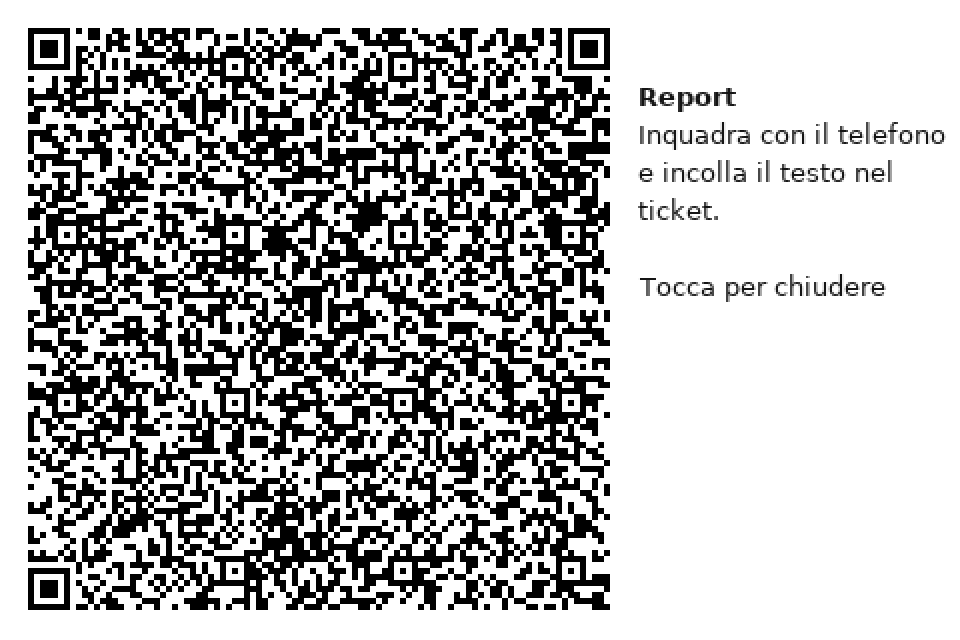 Report
Inquadra con il telefono
e incolla il testo nel
ticket.
Tocca per chiudere